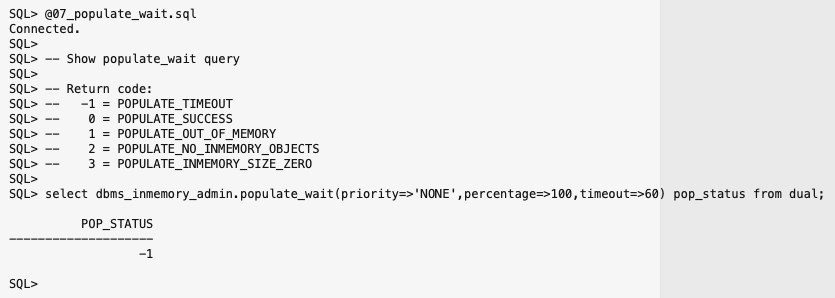 SQL> @07_populate_wait.sql
Connected.
SQL>
SQL> -- Show populate_wait query
SQL>
SQL> -- Return code:
SQL> --   -1 = POPULATE_TIMEOUT
SQL> --    0 = POPULATE_SUCCESS
SQL> --    1 = POPULATE_OUT_OF_MEMORY
SQL> --    2 = POPULATE_NO_INMEMORY_OBJECTS
SQL> --    3 = POPULATE_INMEMORY_SIZE_ZERO
SQL>
SQL> select dbms_inmemory_admin.populate_wait(priority=>'NONE',percentage=>100,timeout=>60) pop_status from dual;
POP_STATUS
--------------------
-1
SQL>